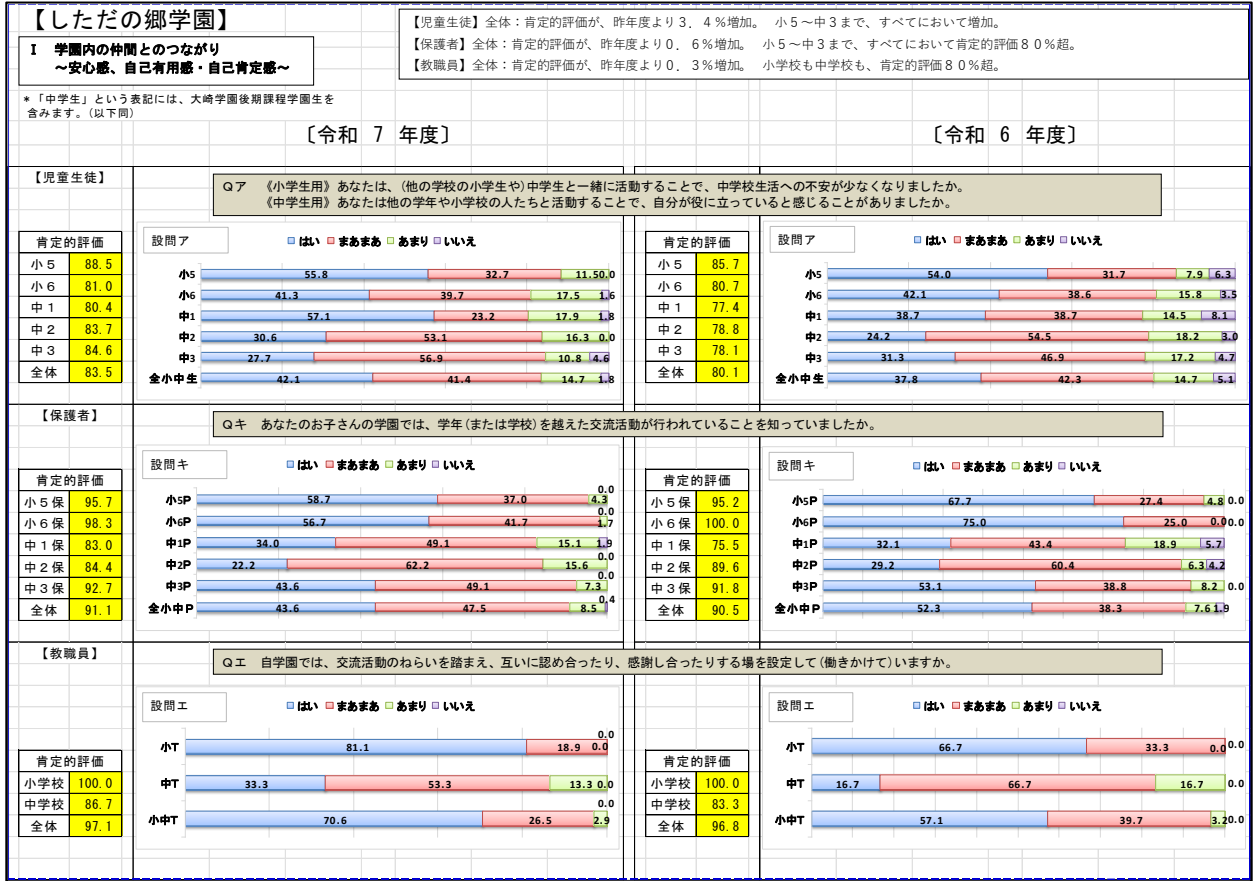 【しただの郷学園】
Ⅰ 学園内の仲間とのつながり
～安心感、自己有用感・自己肯定感～
【児童生徒】全体：肯定的評価が、昨年度より３．４％増加。 小５～中３まで、すべてにおいて増加。
【保護者】全体：肯定的評価が、昨年度より０．６％増加。 小５～中３まで、すべてにおいて肯定的評価８０％超。
【教職員】全体：肯定的評価が、昨年度より０．３％増加。 小学校も中学校も、肯定的評価８０％超。
＊「中学生」という表記には、大崎学園後期課程学園生を
含みます。（以下同）
〔令和 7 年度〕
〔令和 6 年度〕
【児童生徒】
Qア 《小学生用》あなたは、（他の学校の小学生や）中学生と一緒に活動することで、中学校生活への不安が少なくなりましたか。
《中学生用》あなたは他の学年や小学校の人たちと活動することで、自分が役に立っていると感じることがありましたか。
肯定的評価
小５ 88.5
小６ 81.0
中１ 80.4
中２ 83.7
中３ 84.6
全体 83.5
設問ア
はい まあまあ あまり いいえ
小5 55.8 32.7 11.5 0.0
小6 41.3 39.7 17.5 1.6
中1 57.1 23.2 17.9 1.8
中2 30.6 53.1 16.3 0.0
中3 27.7 56.9 10.8 4.6
全小中生 42.1 41.4 14.7 1.8
肯定的評価
小５ 85.7
小６ 80.7
中１ 77.4
中２ 78.8
中３ 78.1
全体 80.1
設問ア
はい まあまあ あまり いいえ
小5 54.0 31.7 7.9 6.3
小6 42.1 38.6 15.8 3.5
中1 38.7 38.7 14.5 8.1
中2 24.2 54.5 18.2 3.0
中3 31.3 46.9 17.2 4.7
全小中生 37.8 42.3 14.7 5.1
【保護者】
Qキ あなたのお子さんの学園では、学年（または学校）を越えた交流活動が行われていることを知っていましたか。
肯定的評価
小５保 95.7
小６保 98.3
中１保 83.0
中２保 84.4
中３保 92.7
全体 91.1
設問キ
はい まあまあ あまり いいえ
小5P 58.7 37.0 4.3 0.0
小6P 56.7 41.7 1.7 0.0
中1P 34.0 49.1 15.1 1.9
中2P 22.2 62.2 15.6 0.0
中3P 43.6 49.1 7.3 0.0
全小中P 43.6 47.5 8.5 0.4
肯定的評価
小５保 95.2
小６保 100.0
中１保 75.5
中２保 89.6
中３保 91.8
全体 90.5
設問キ
はい まあまあ あまり いいえ
小5P 67.7 27.4 4.8 0.0
小6P 75.0 25.0 0.0 0.0
中1P 32.1 43.4 18.9 5.7
中2P 29.2 60.4 6.3 4.2
中3P 53.1 38.8 8.2 0.0
全小中P 52.3 38.3 7.6 1.9
【教職員】
Qエ 自学園では、交流活動のねらいを踏まえ、互いに認め合ったり、感謝し合ったりする場を設定して（働きかけて）いますか。
肯定的評価
小学校 100.0
中学校 86.7
全体 97.1
設問エ
はい まあまあ あまり いいえ
小T 81.1 18.9 0.0 0.0
中T 33.3 53.3 13.3 0.0
小中T 70.6 26.5 2.9 0.0
肯定的評価
小学校 100.0
中学校 83.3
全体 96.8
設問エ
はい まあまあ あまり いいえ
小T 66.7 33.3 0.0 0.0
中T 16.7 66.7 16.7 0.0
小中T 57.1 39.7 3.2 0.0